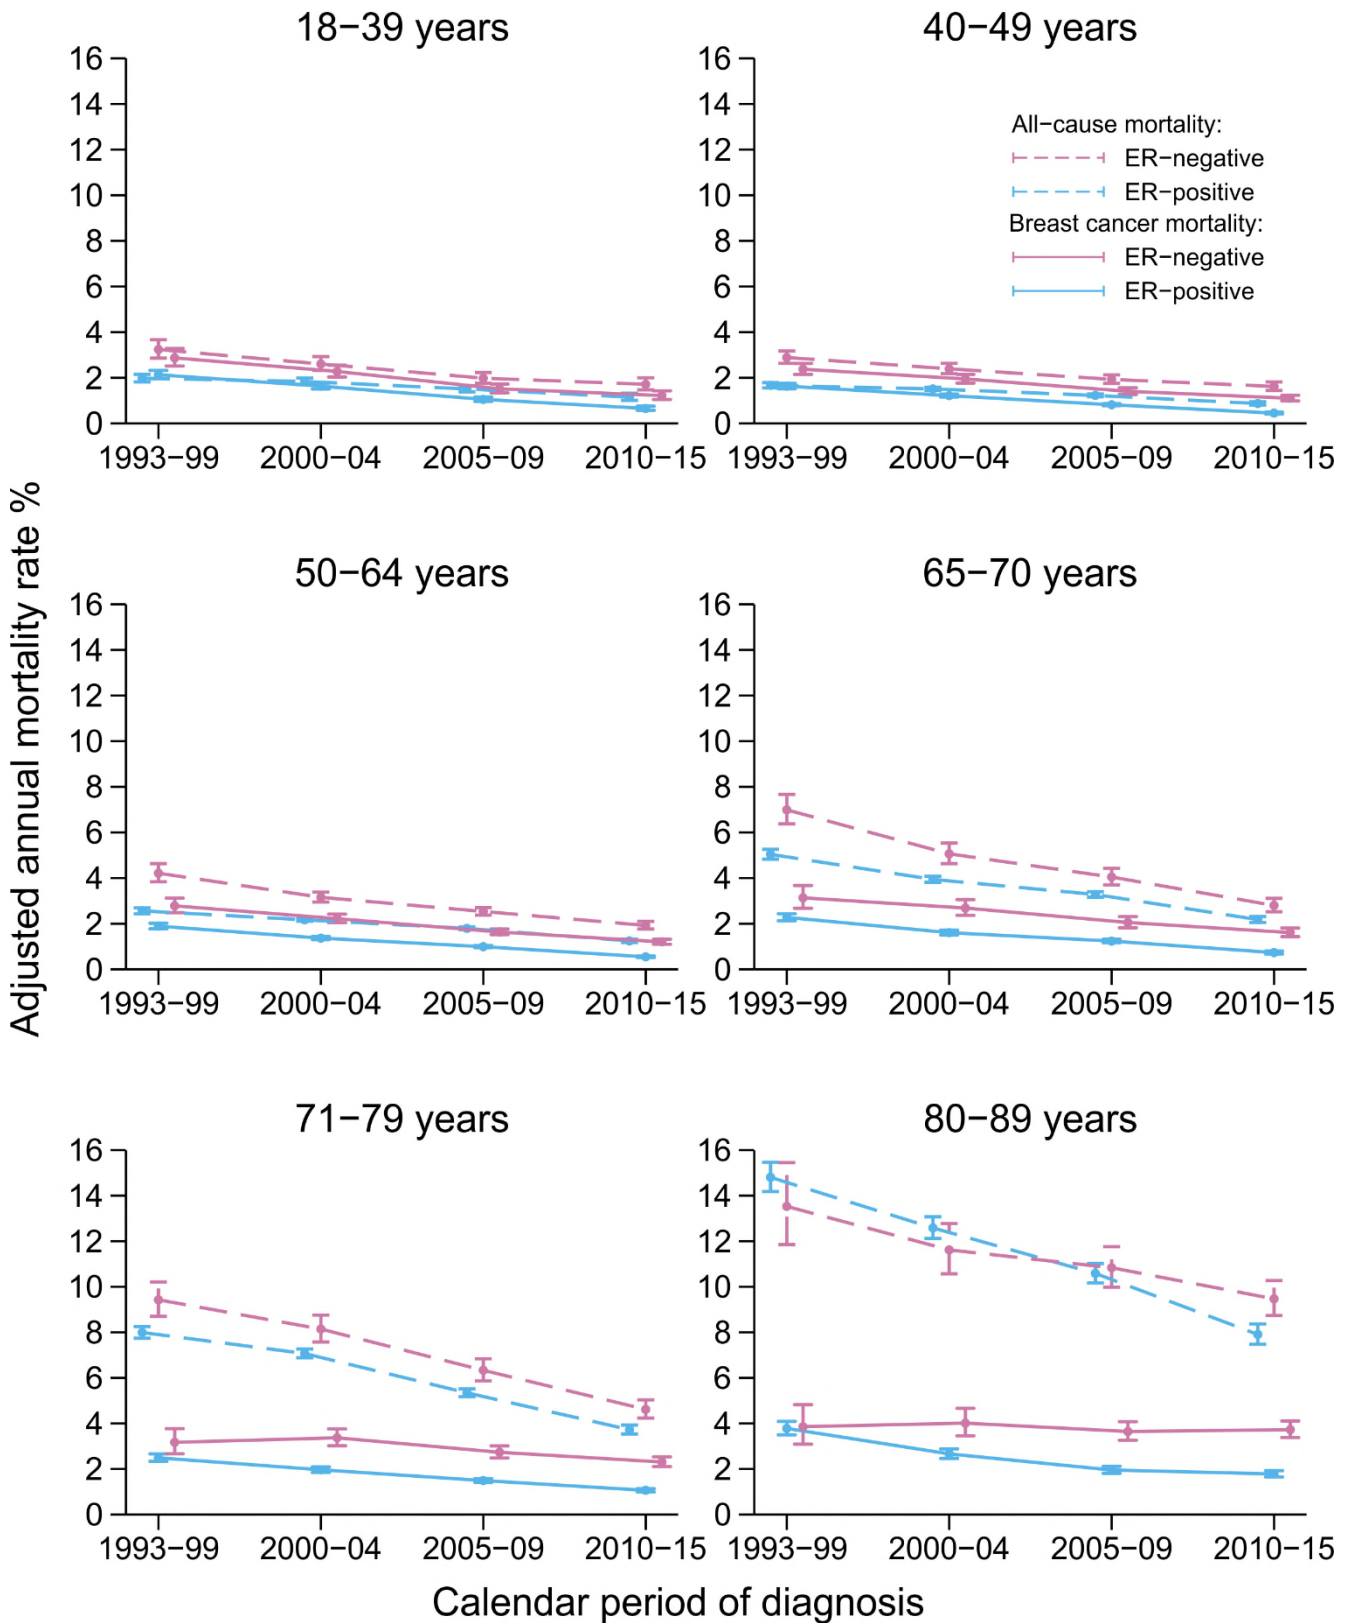 18−39 years
16
14
12
10
8
6
4
2
0
1993−99 2000−04 2005−09 2010−15
40−49 years
16
14
12
10
8
6
4
2
0
1993−99 2000−04 2005−09 2010−15
All−cause mortality:
ER−negative
ER−positive
Breast cancer mortality:
ER−negative
ER−positive
Adjusted annual mortality rate %
50−64 years
16
14
12
10
8
6
4
2
0
1993−99 2000−04 2005−09 2010−15
65−70 years
16
14
12
10
8
6
4
2
0
1993−99 2000−04 2005−09 2010−15
71−79 years
16
14
12
10
8
6
4
2
0
1993−99 2000−04 2005−09 2010−15
80−89 years
16
14
12
10
8
6
4
2
0
1993−99 2000−04 2005−09 2010−15
Calendar period of diagnosis